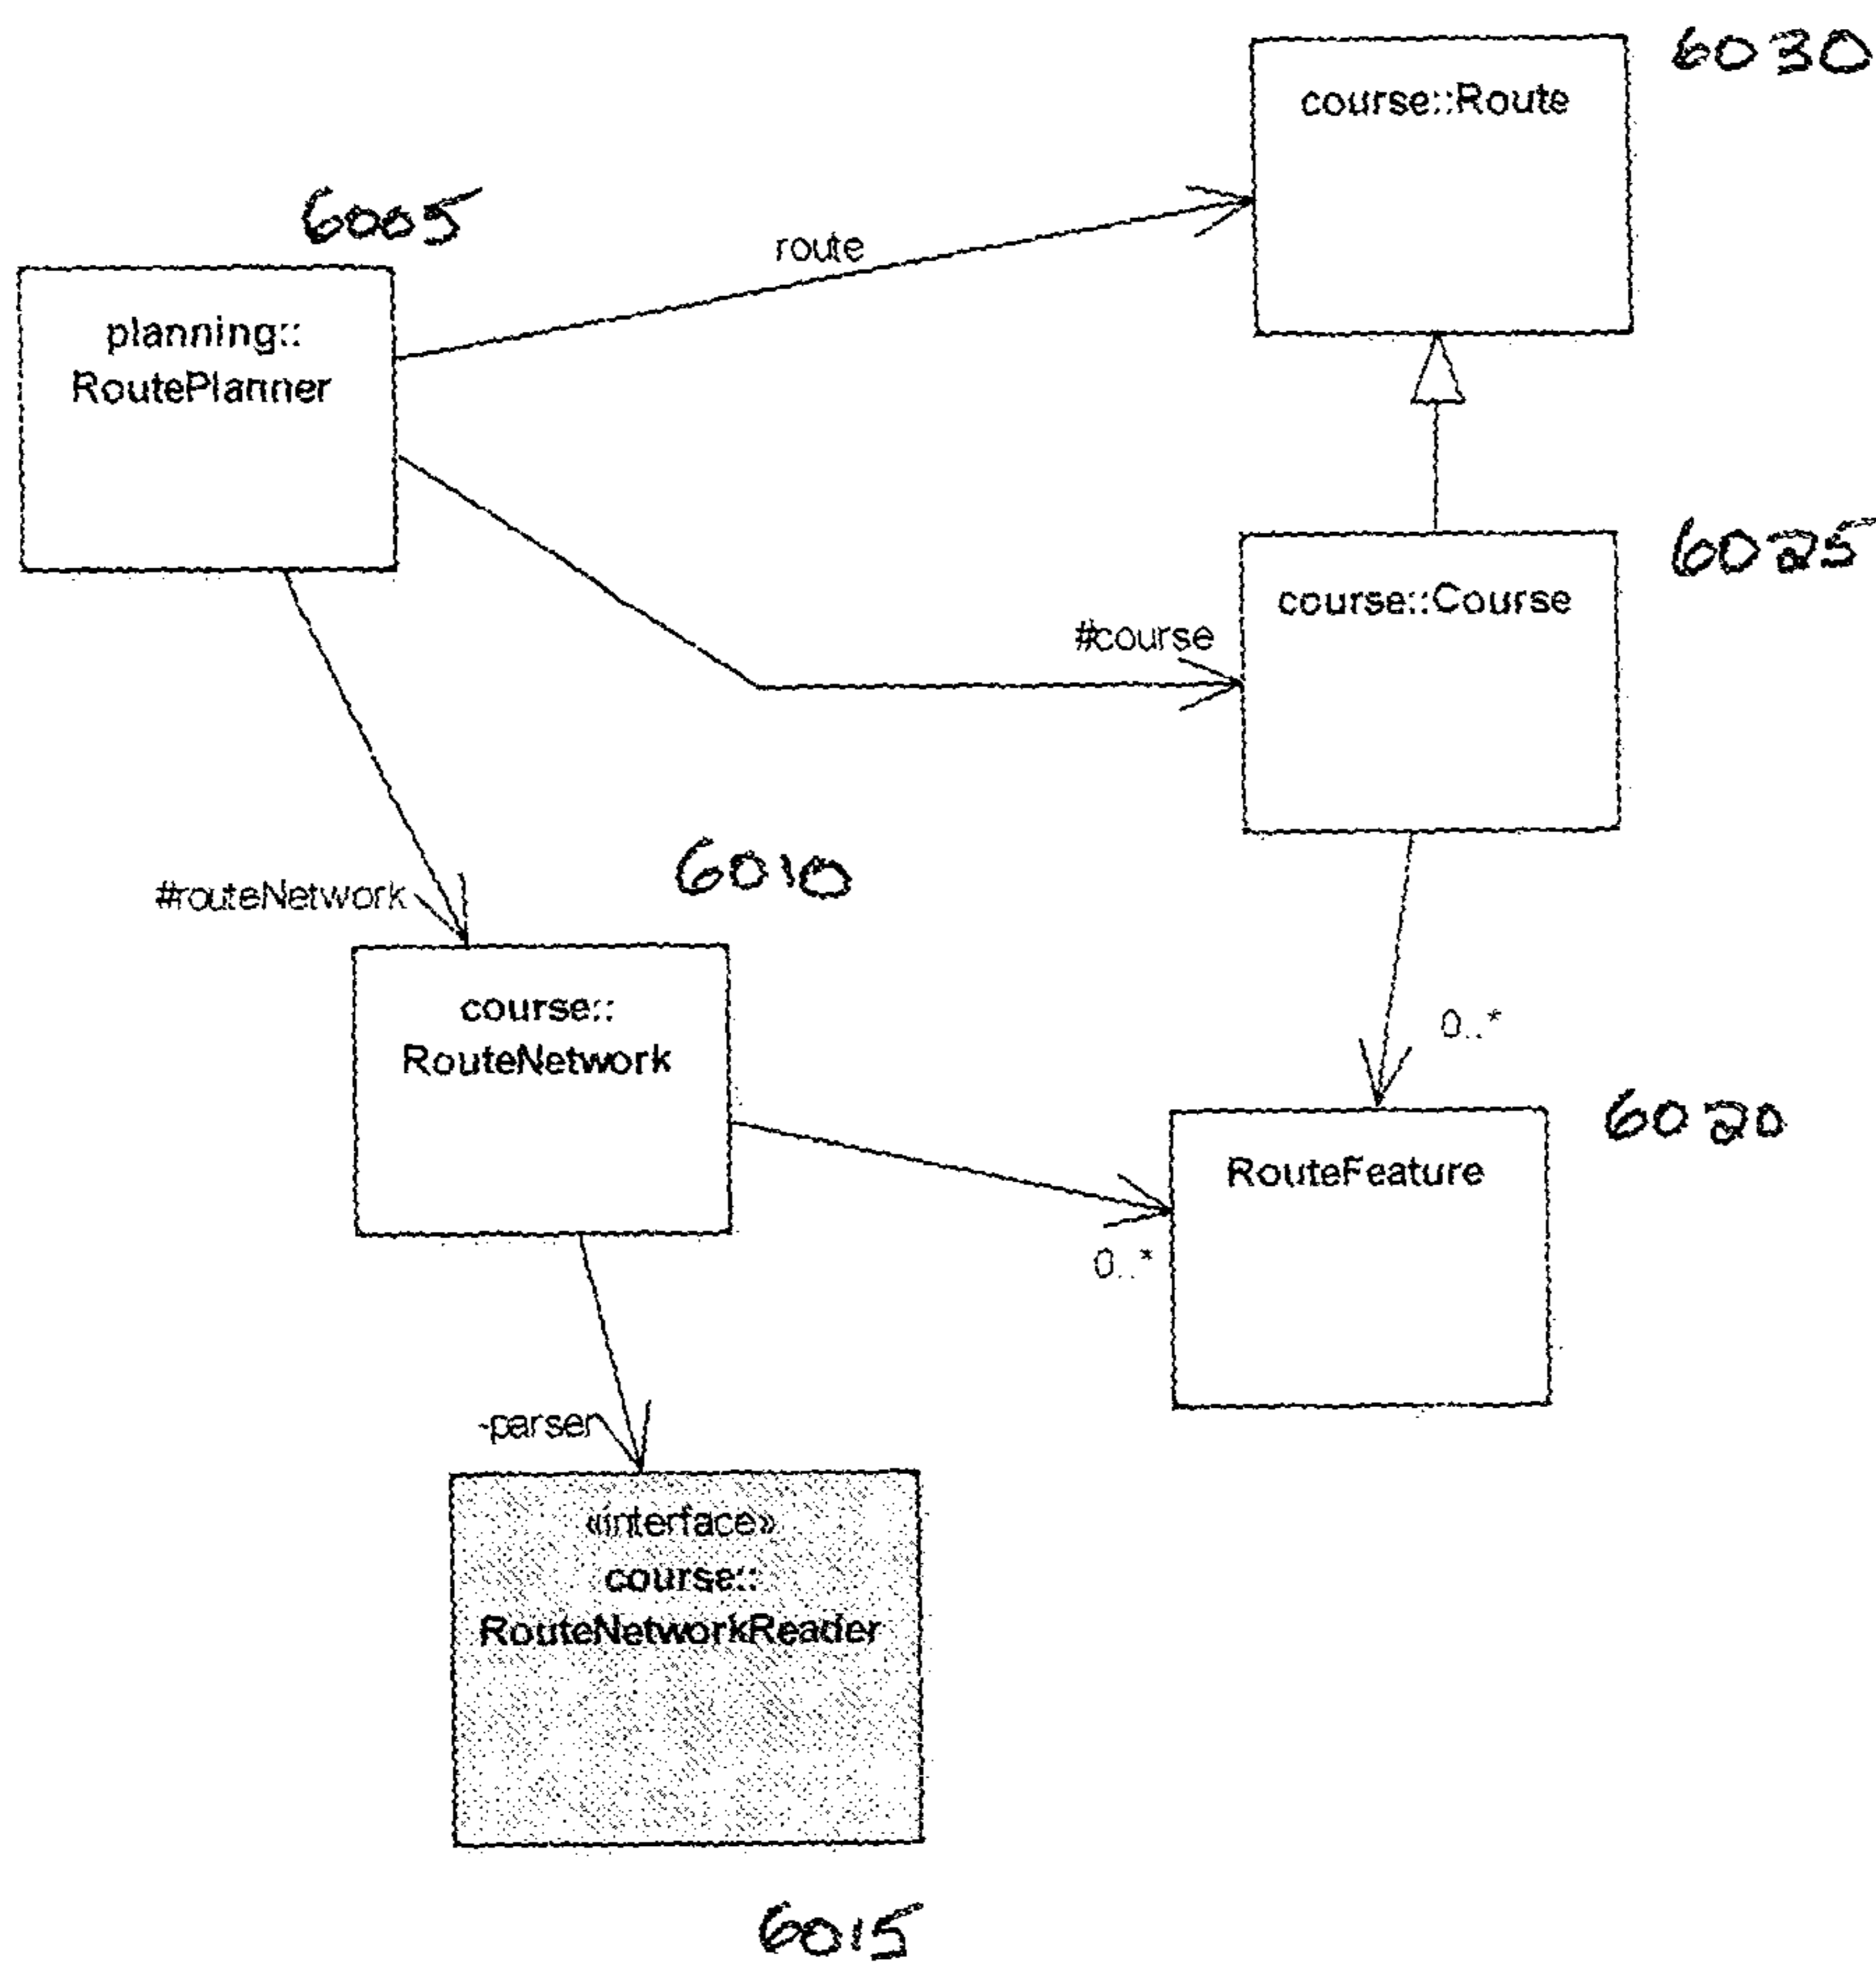 6030
course::Route
6005
route
planning::
RoutePlanner
6025
course::Course
#course
6010
#routeNetwork
course::
RouteNetwork
0..*
6020
RouteFeature
0..*
-parser
«interface»
course::
RouteNetworkReader
6015